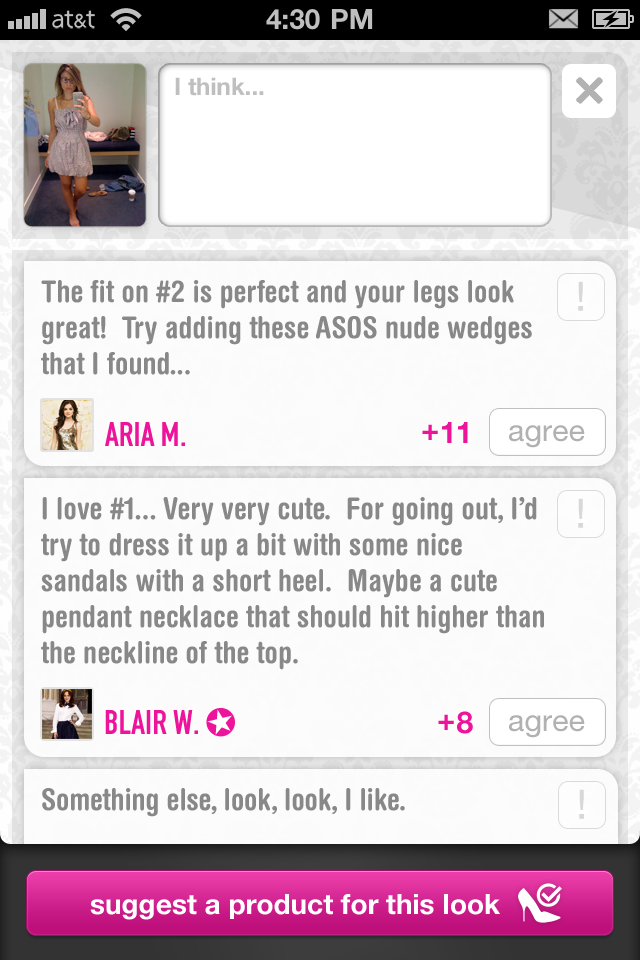 at&t 4:30 PM
I think...
The fit on #2 is perfect and your legs look
great!  Try adding these ASOS nude wedges
that I found...
!
ARIA M. +11 agree
I love #1... Very very cute.  For going out, I’d
try to dress it up a bit with some nice
sandals with a short heel.  Maybe a cute
pendant necklace that should hit higher than
the neckline of the top.
!
BLAIR W. +8 agree
Something else, look, look, I like.
!
suggest a product for this look